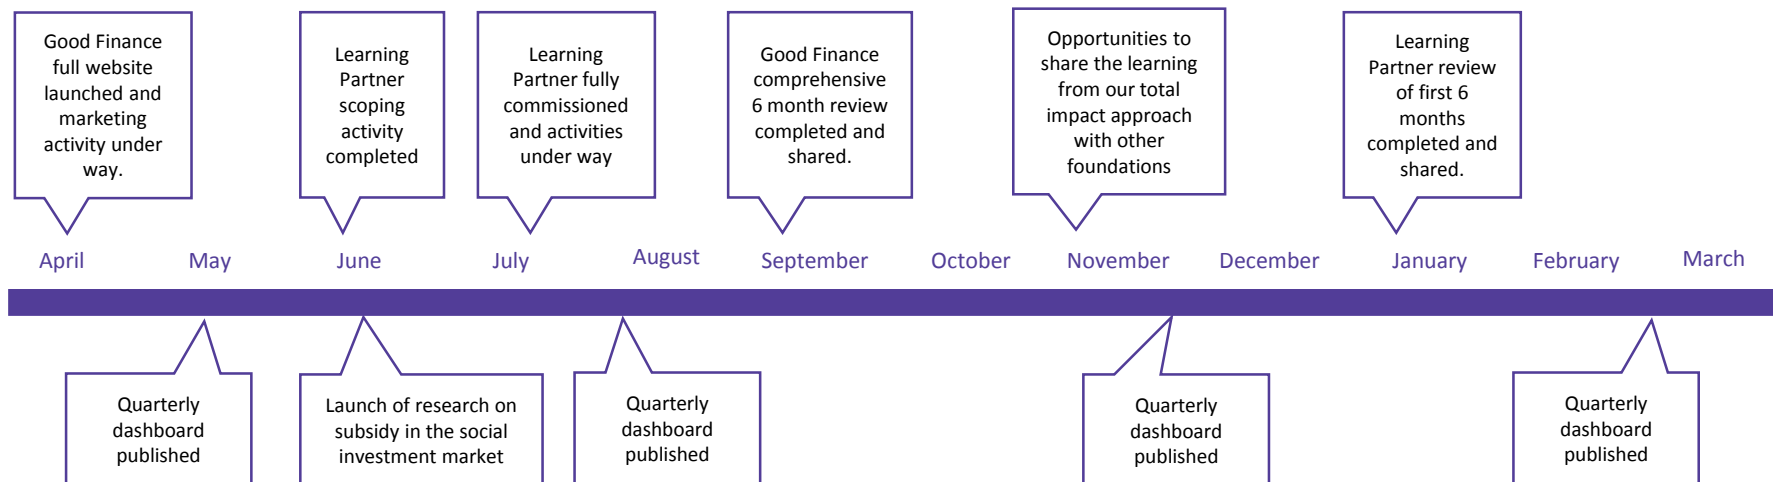 Good Finance
full website
launched and
marketing
activity under
way.
Learning
Partner
scoping
activity
completed
Learning
Partner fully
commissioned
and activities
under way
Good Finance
comprehensive
6 month review
completed and
shared.
Opportunities to
share the learning
from our total
impact approach
with other
foundations
Learning
Partner review
of first 6
months
completed and
shared.
April May June July August September October November December January February March
Quarterly
dashboard
published
Launch of research on
subsidy in the social
investment market
Quarterly
dashboard
published
Quarterly
dashboard
published
Quarterly
dashboard
published